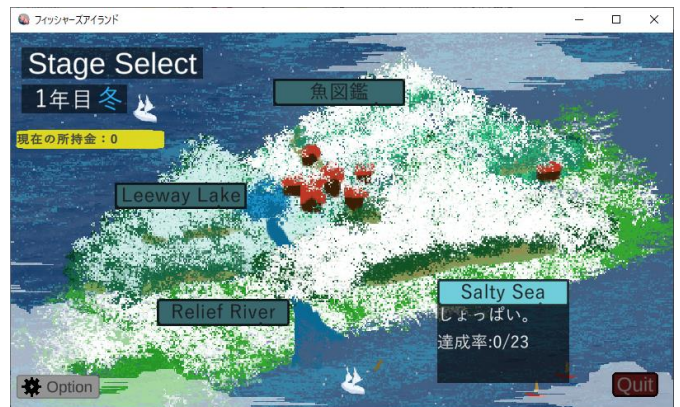 フィッシャーズアイランド
Stage Select
1年目 冬
現在の所持金：0
魚図鑑
Leeway Lake
Relief River
Salty Sea
しょっぱい。
達成率:0/23
Option
Quit